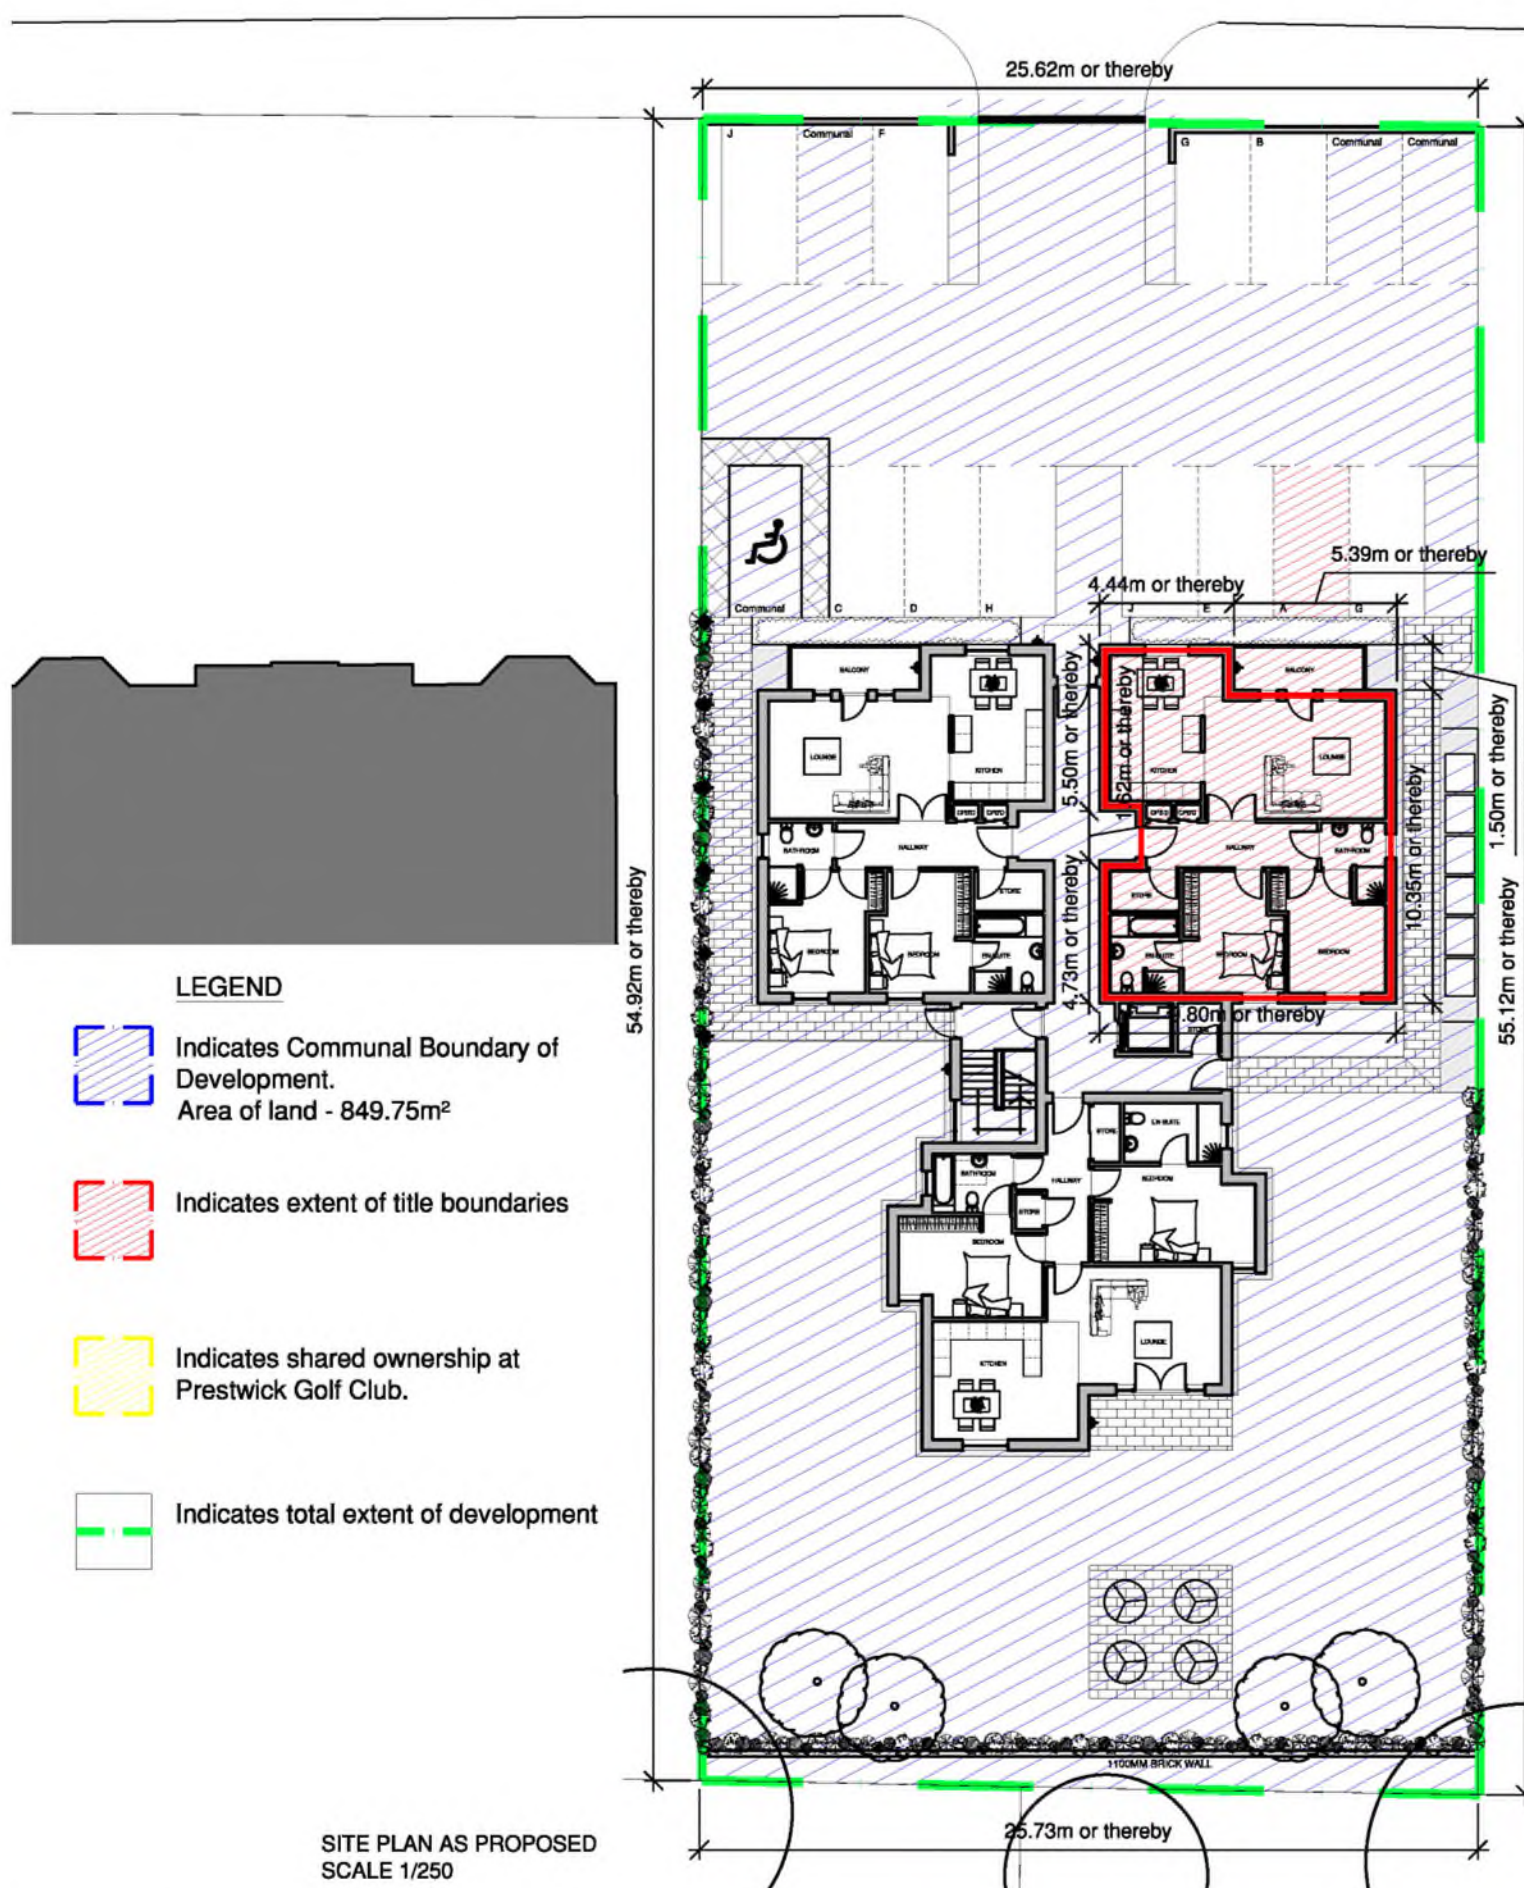 25.62m or thereby
J
Communal
F
G
B
Communal
Communal
5.39m or thereby
4.44m or thereby
Communal
C
D
H
J
E
A
G
BALCONY
BALCONY
LOUNGE
KITCHEN
KITCHEN
LOUNGE
5.50m or thereby
62m or thereby
1.50m or thereby
10.35m or thereby
BATHROOM
HALLWAY
HALLWAY
BATHROOM
STORE
STORE
4.73m or thereby
BEDROOM
BEDROOM
EN-SUITE
EN-SUITE
BEDROOM
BEDROOM
.80m or thereby
STORE
54.92m or thereby
55.12m or thereby
LEGEND
Indicates Communal Boundary of
Development.
Area of land - 849.75m²
Indicates extent of title boundaries
Indicates shared ownership at
Prestwick Golf Club.
Indicates total extent of development
STORE
EN-SUITE
BATHROOM
HALLWAY
BEDROOM
STORE
BEDROOM
LOUNGE
KITCHEN
1100MM BRICK WALL
25.73m or thereby
SITE PLAN AS PROPOSED
SCALE 1/250